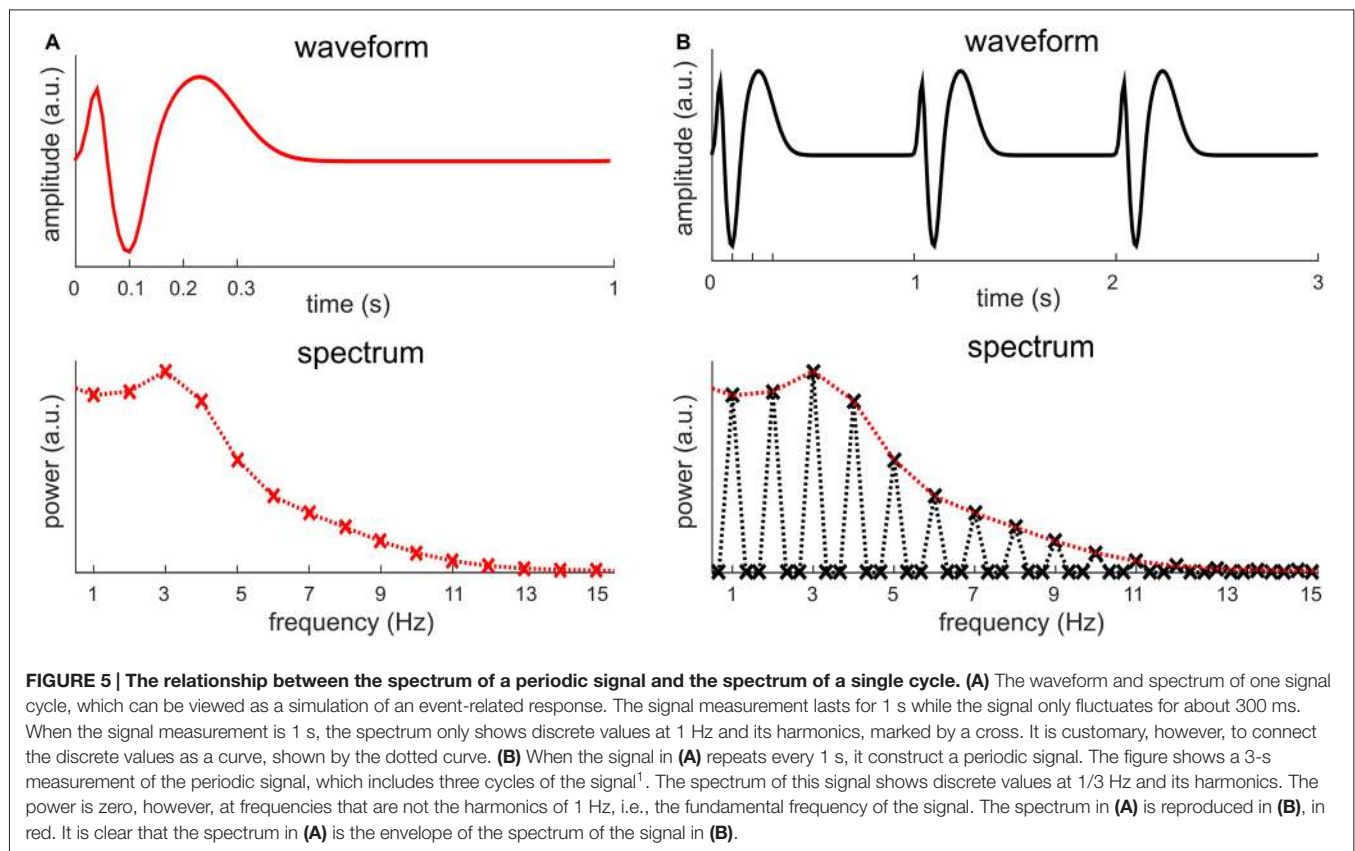 A
waveform
amplitude (a.u.)
0 0.1 0.2 0.3 1
time (s)
spectrum
power (a.u.)
1 3 5 7 9 11 13 15
frequency (Hz)
B
waveform
amplitude (a.u.)
0 1 2 3
time (s)
spectrum
power (a.u.)
1 3 5 7 9 11 13 15
frequency (Hz)
FIGURE 5 | The relationship between the spectrum of a periodic signal and the spectrum of a single cycle. (A) The waveform and spectrum of one signal
cycle, which can be viewed as a simulation of an event-related response. The signal measurement lasts for 1 s while the signal only fluctuates for about 300 ms.
When the signal measurement is 1 s, the spectrum only shows discrete values at 1 Hz and its harmonics, marked by a cross. It is customary, however, to connect
the discrete values as a curve, shown by the dotted curve. (B) When the signal in (A) repeats every 1 s, it construct a periodic signal. The figure shows a 3-s
measurement of the periodic signal, which includes three cycles of the signal¹. The spectrum of this signal shows discrete values at 1/3 Hz and its harmonics. The
power is zero, however, at frequencies that are not the harmonics of 1 Hz, i.e., the fundamental frequency of the signal. The spectrum in (A) is reproduced in (B), in
red. It is clear that the spectrum in (A) is the envelope of the spectrum of the signal in (B).